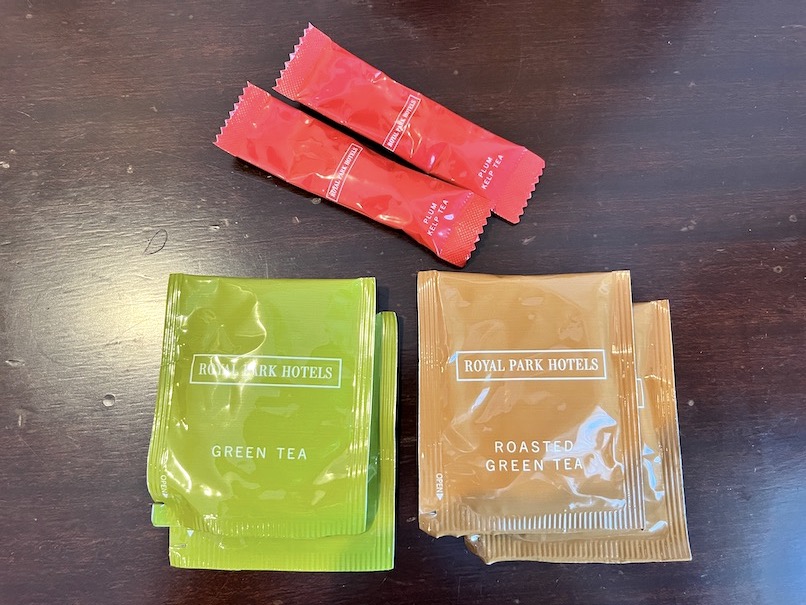 ROYAL PARK HOTELS
PLUM
KELP TEA
ROYAL PARK HOTELS
PLUM
KELP TEA
ROYAL PARK HOTELS
GREEN TEA
ROYAL PARK HOTELS
ROASTED
GREEN TEA
OPEN
OPEN